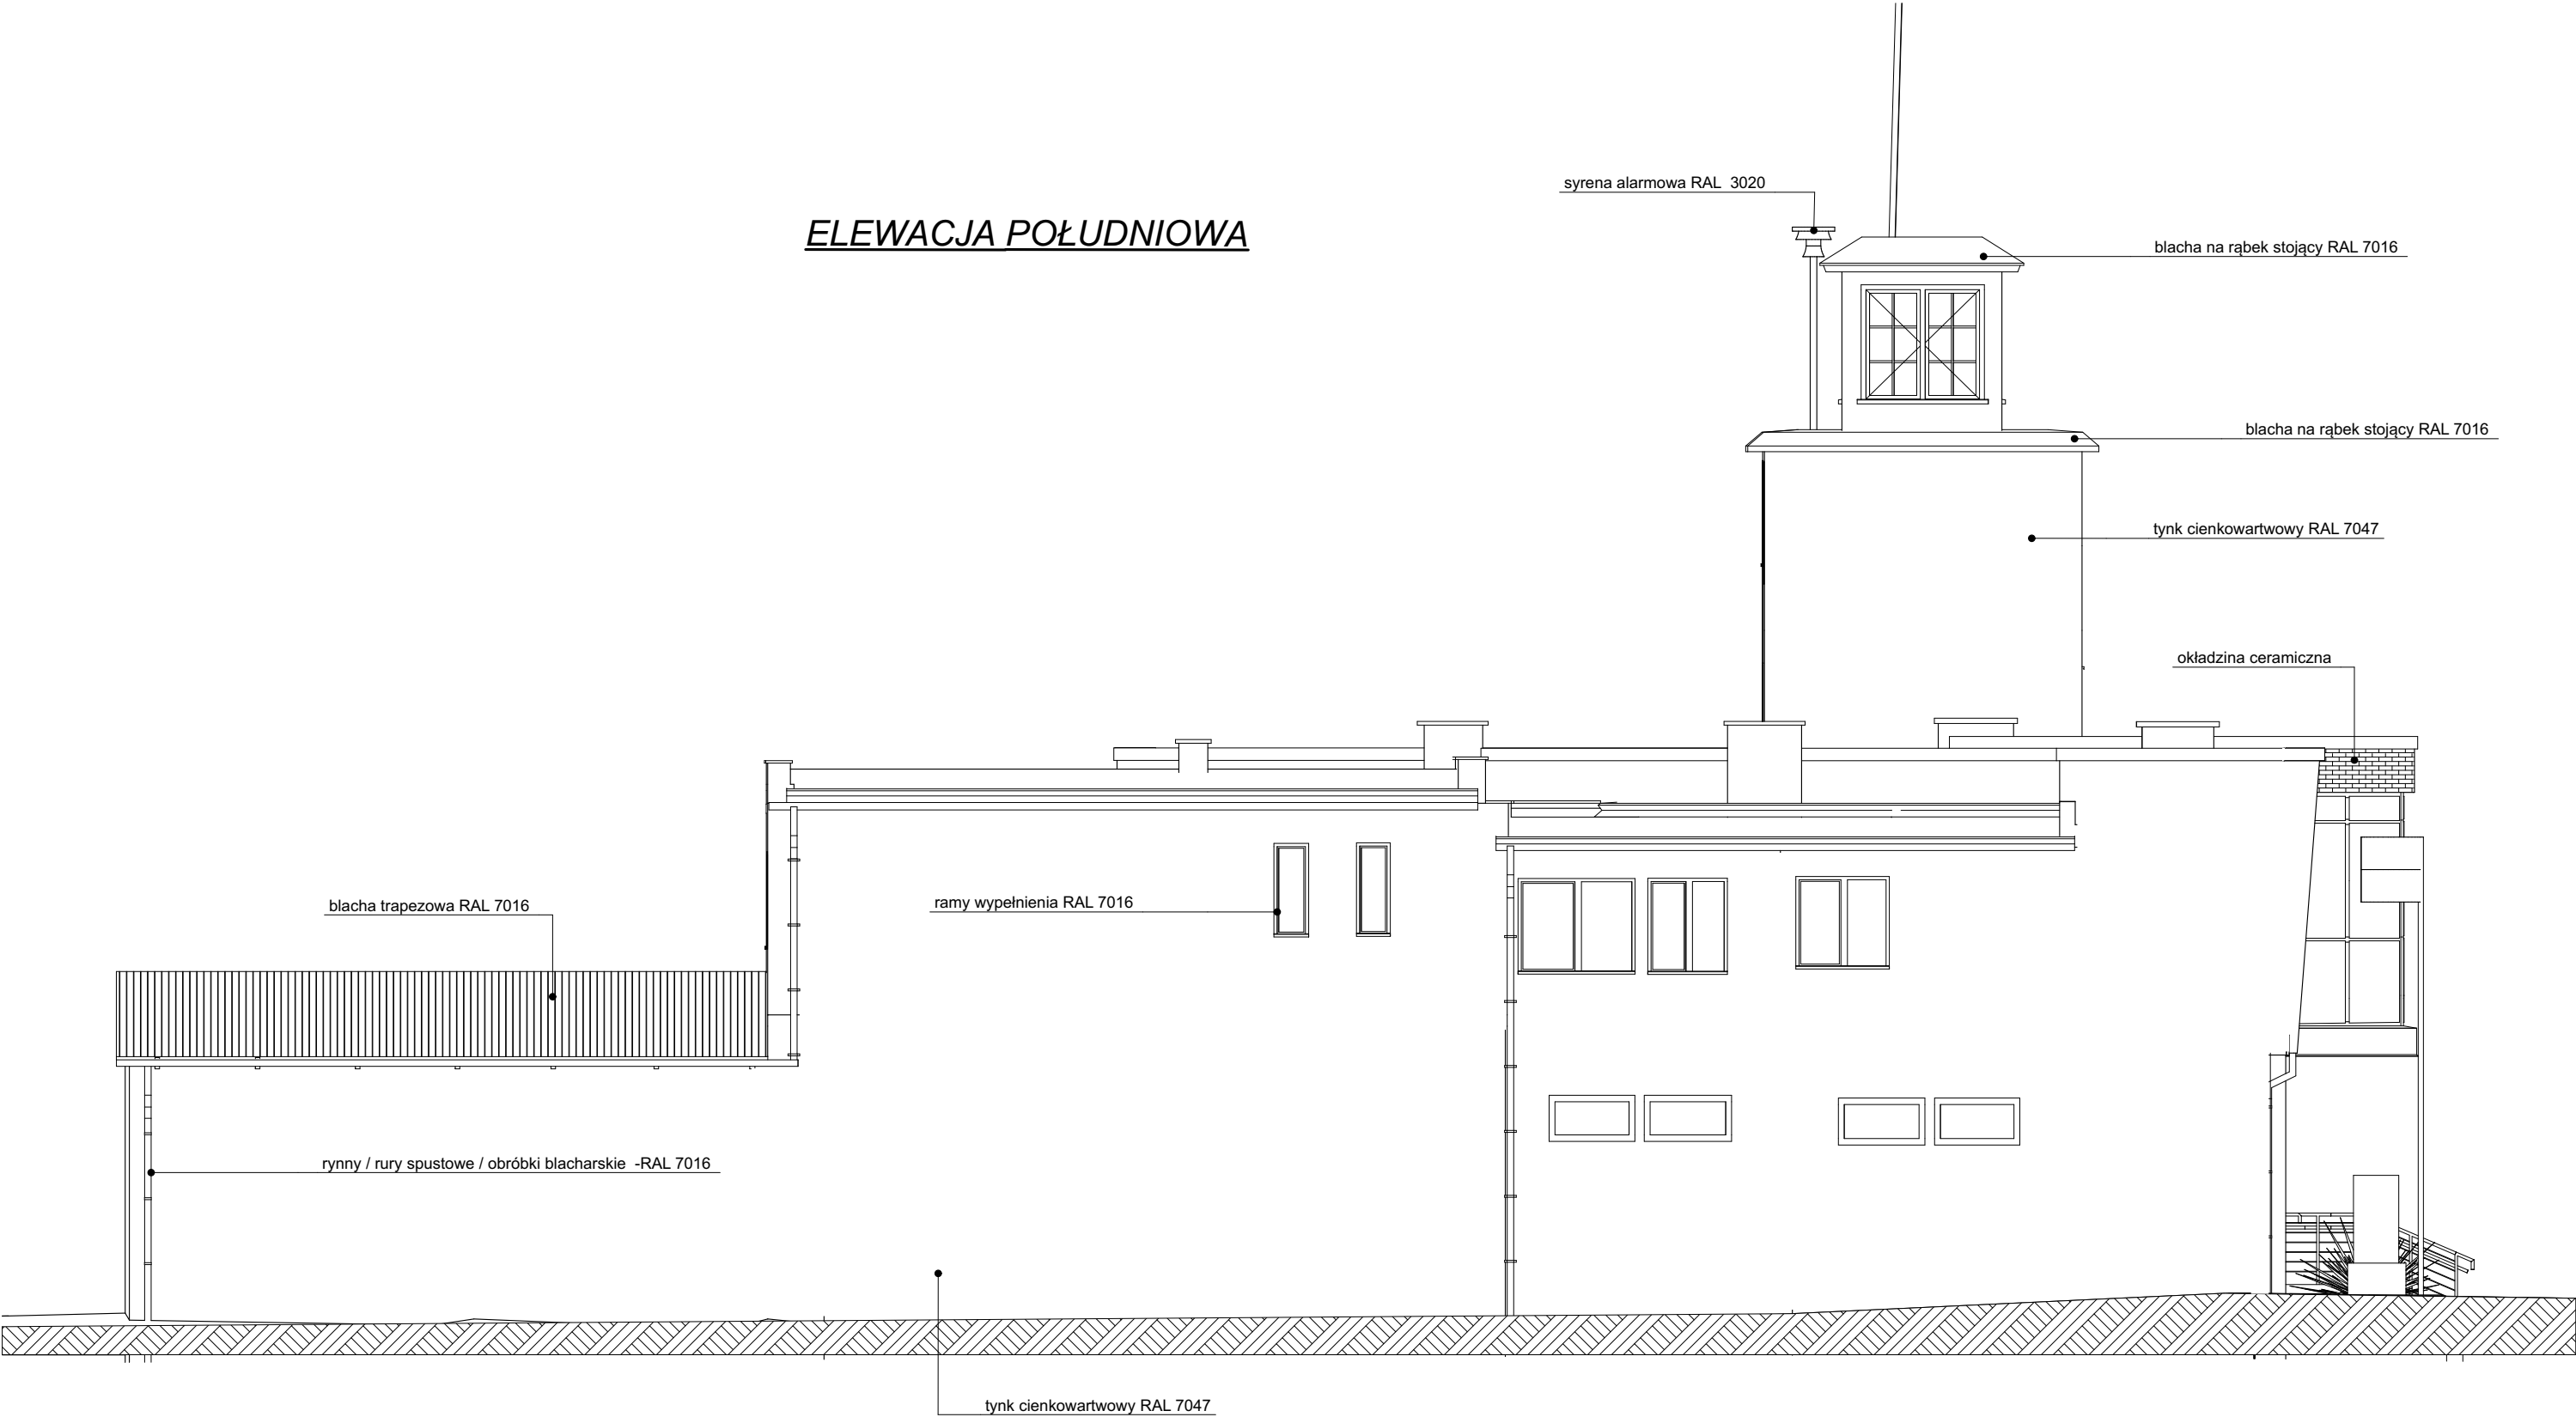 syrena alarmowa RAL  3020
ELEWACJA POŁUDNIOWA
blacha na rąbek stojący RAL 7016
blacha na rąbek stojący RAL 7016
tynk cienkowartwowy RAL 7047
okładzina ceramiczna
ramy wypełnienia RAL 7016
blacha trapezowa RAL 7016
rynny / rury spustowe / obróbki blacharskie  -RAL 7016
tynk cienkowartwowy RAL 7047